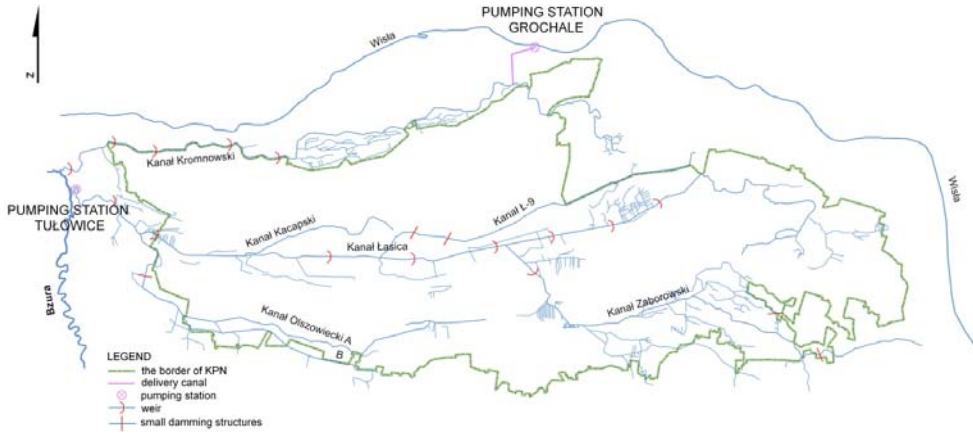 PUMPING STATION
GROCHALE
Wisła
N
Kanał Kromnowski
PUMPING STATION
TUŁOWICE
Kanał Ł-9
Kanał Kacapski
Kanał Łasica
Wisła
Bzura
Kanał Zaborowski
Kanał Olszowiecki A
B
LEGEND
the border of KPN
delivery canal
pumping station
weir
small damming structures